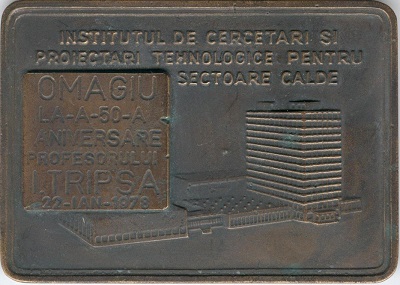 INSTITUTUL DE CERCETARI SI
PROIECTARI TEHNOLOGICE PENTRU
SECTOARE CALDE
OMAGIU
LA-A-50-A
ANIVERSARE
PROFESORULUI
I.TRIPSA
22-IAN-1978